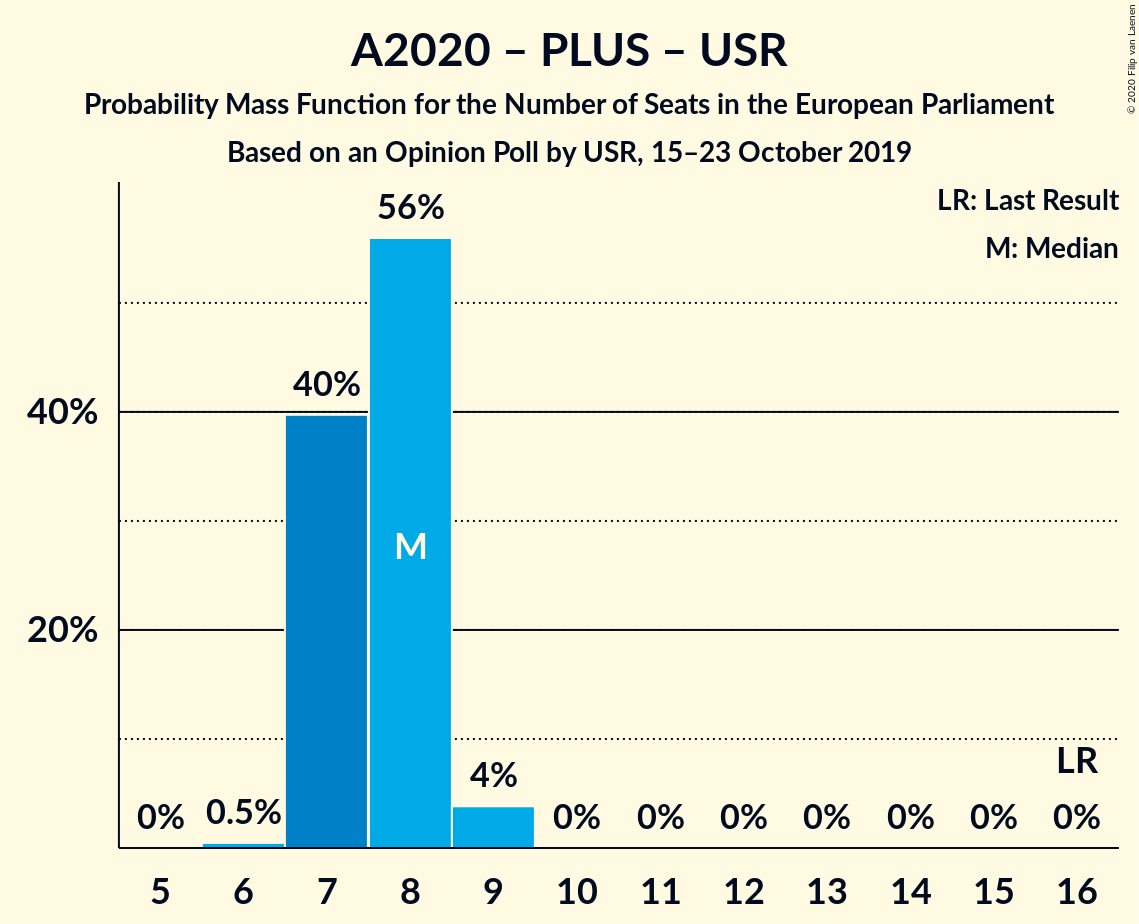 A2020 – PLUS – USR
Probability Mass Function for the Number of Seats in the European Parliament
Based on an Opinion Poll by USR, 15–23 October 2019
© 2020 Filip van Laenen
LR: Last Result
M: Median
56%
40%
40%
M
20%
LR
4%
0% 0.5% 0% 0% 0% 0% 0% 0% 0%
5 6 7 8 9 10 11 12 13 14 15 16